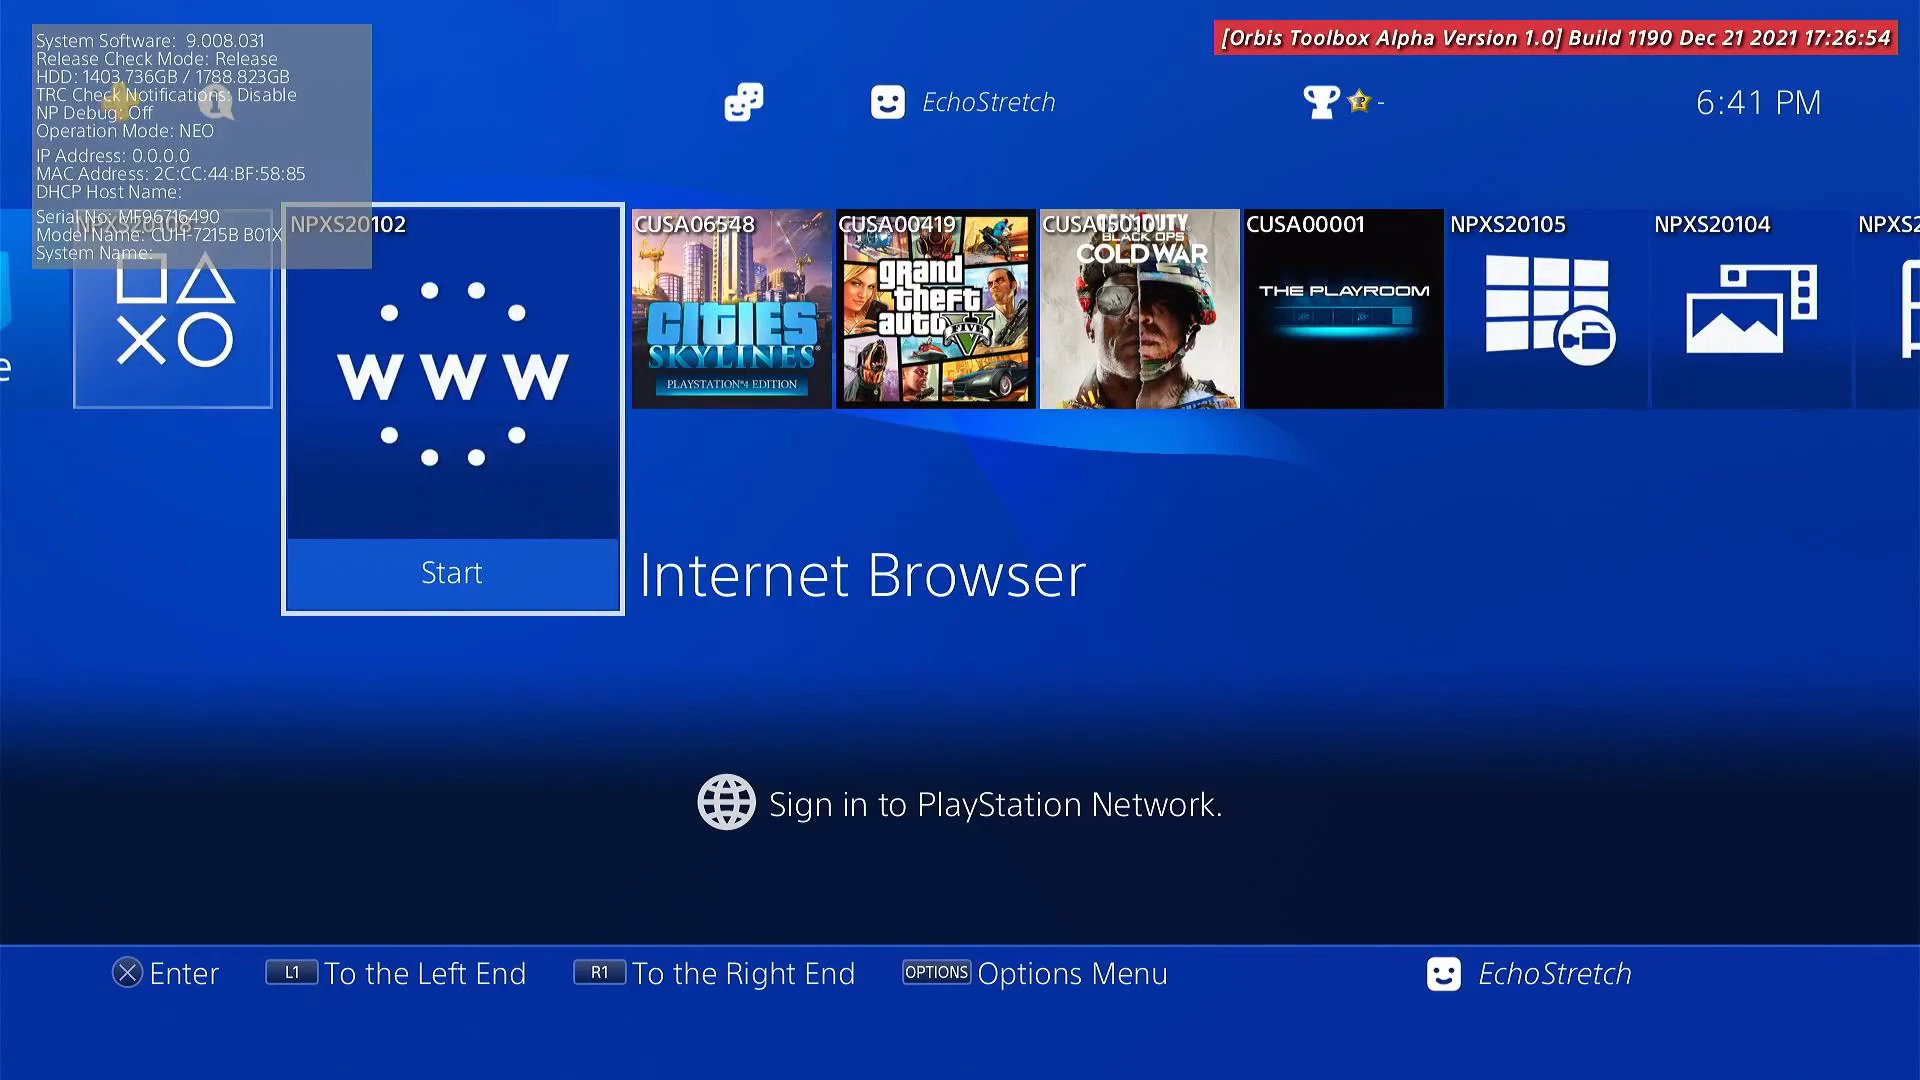 System Software: 9.008.031
Release Check Mode: Release
HDD: 1403.736GB / 1788.823GB
TRC Check Notifications: Disable
NP Debug: Off
Operation Mode: NEO
IP Address: 0.0.0.0
MAC Address: 2C:CC:44:BF:58:85
DHCP Host Name:
Serial No: MF96716490
Model Name: CUH-7215B B01X
System Name:
[Orbis Toolbox Alpha Version 1.0] Build 1190 Dec 21 2021 17:26:54
EchoStretch
-
6:41 PM
e
NPXS20102
WWW
Start
Internet Browser
CUSA06548
CITIES
SKYLINES
PLAYSTATION®4 EDITION
CUSA00419
grand
theft
auto
FIVE
BLACK OPS
COLD WAR
CUSA00001
THE PLAYROOM
NPXS20105
NPXS20104
Sign in to PlayStation Network.
Enter
L1 To the Left End
R1 To the Right End
OPTIONS Options Menu
EchoStretch